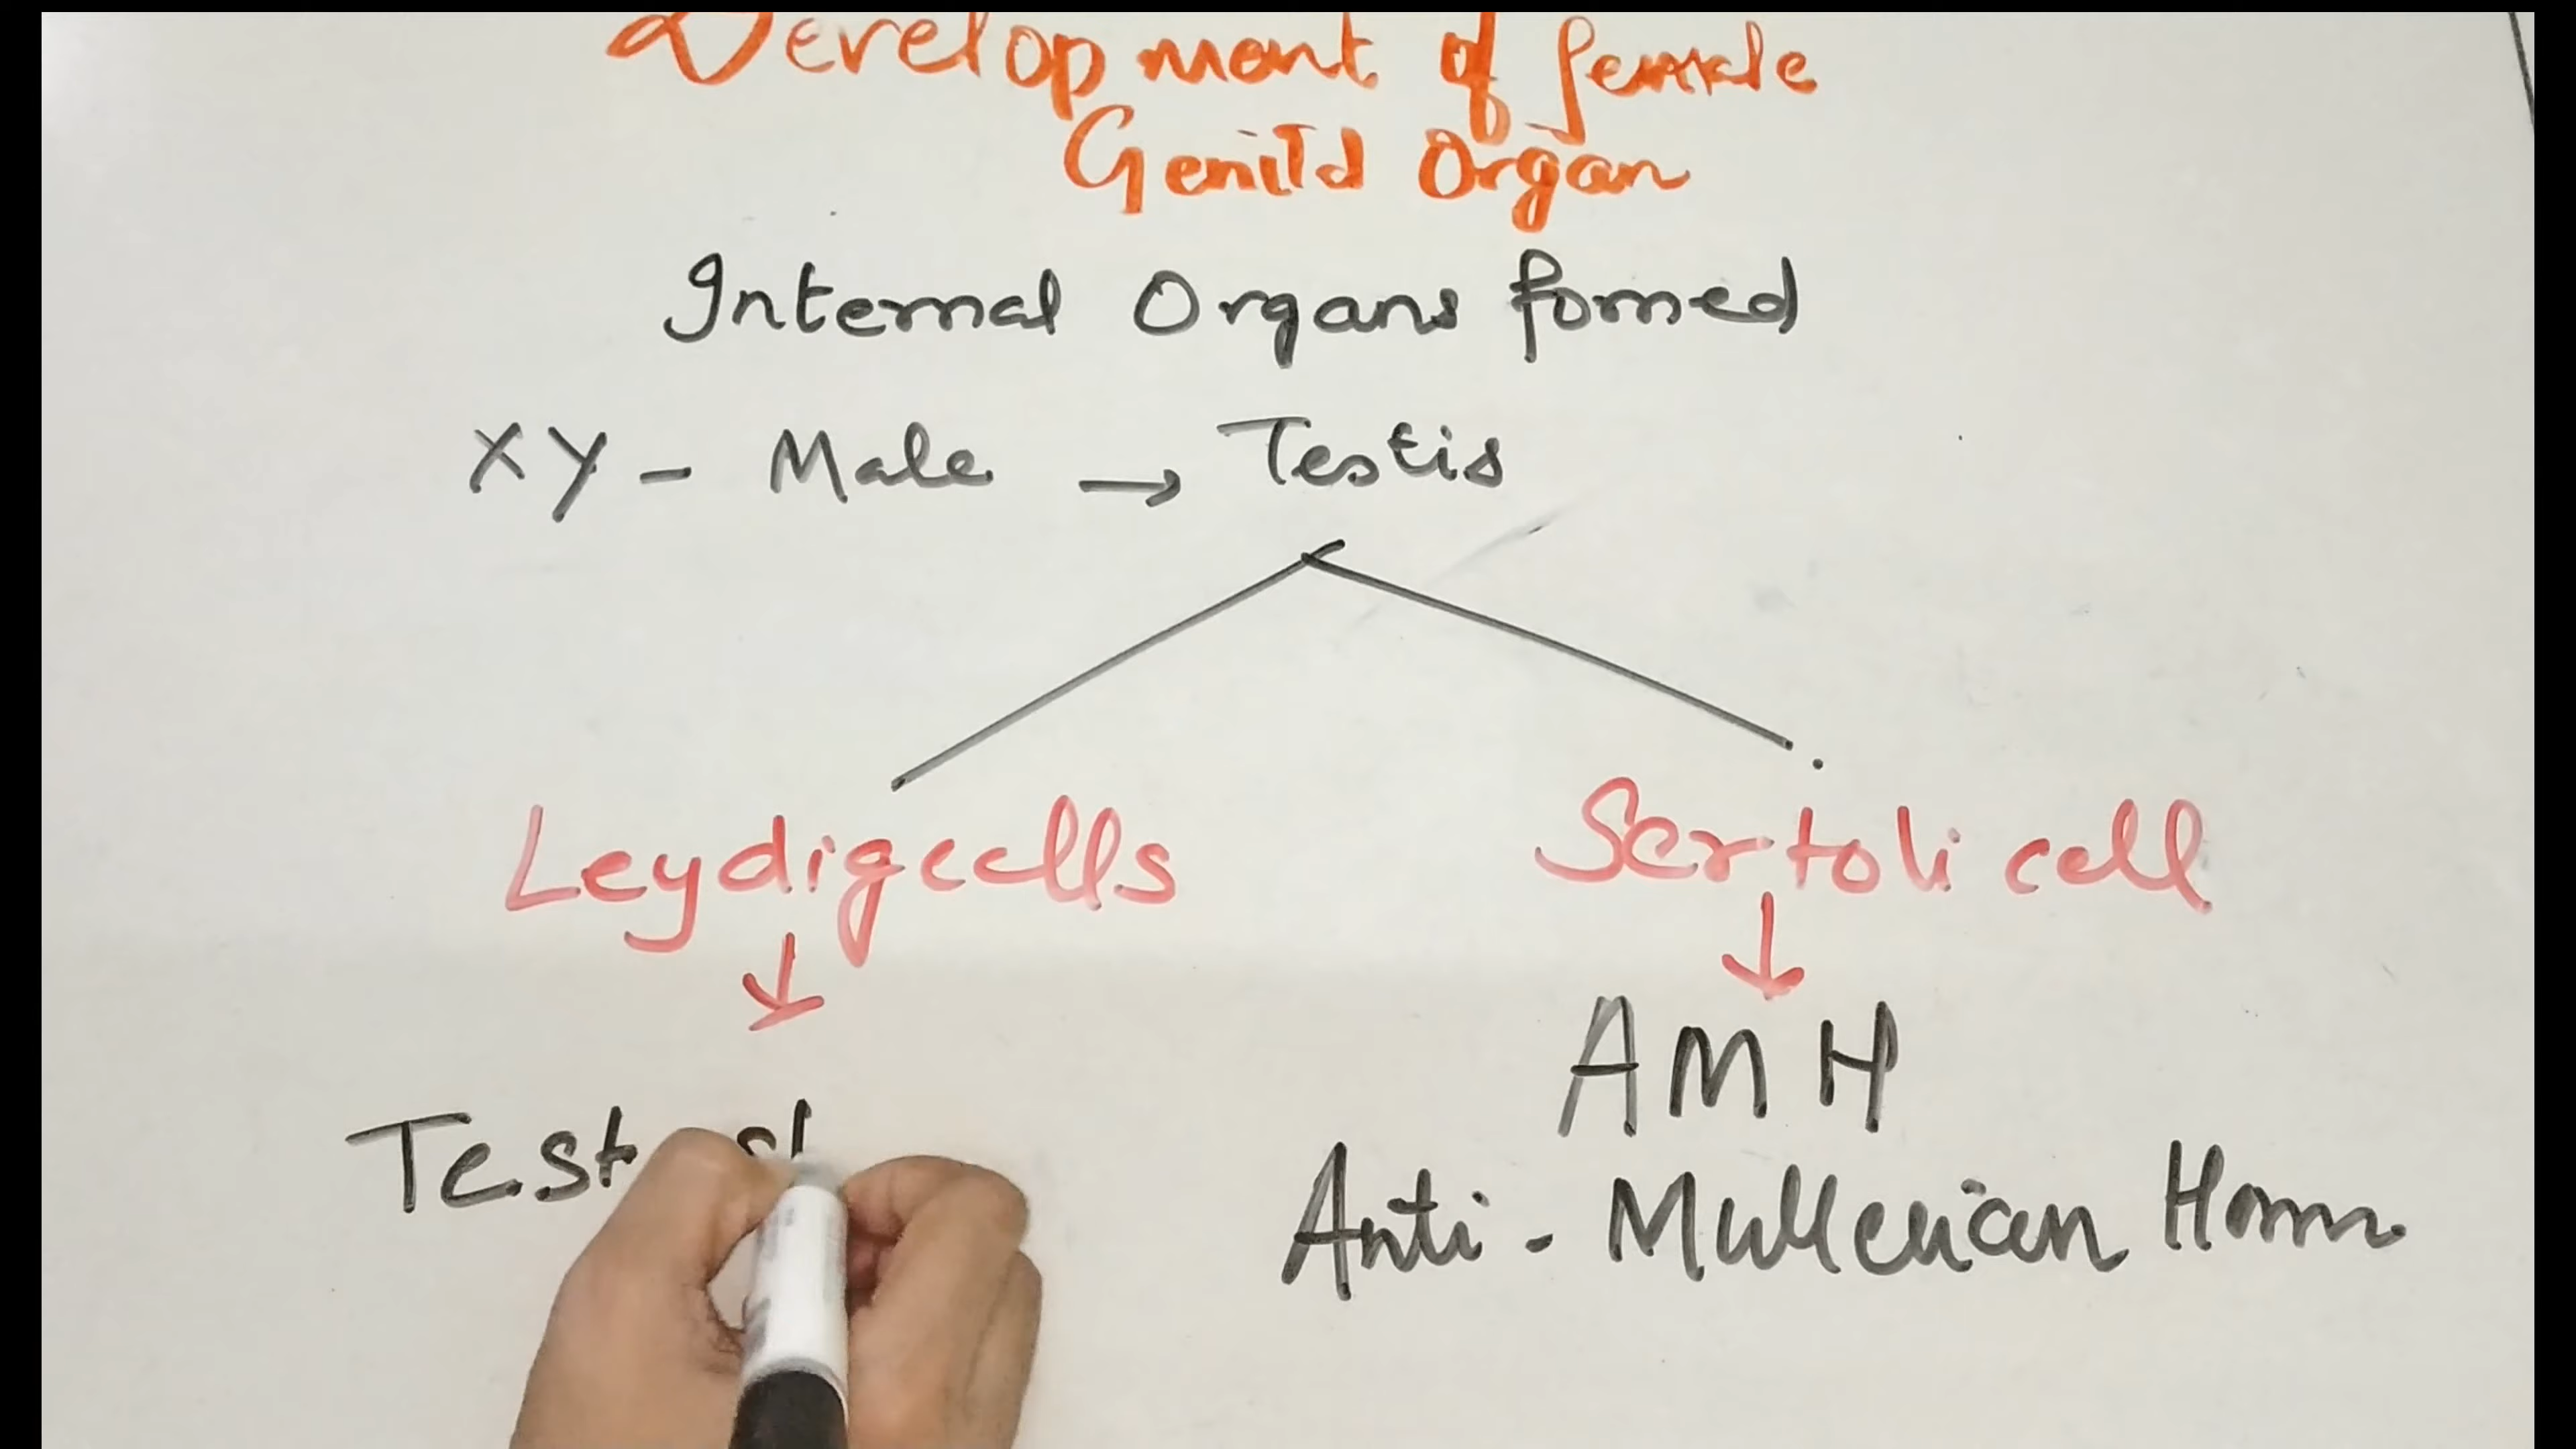 Development of female
Genital Organ
Internal Organs formed
XY - Male → Testis
Leydig cells
Sertoli cell
AMH
Anti - Mullerian Horm.